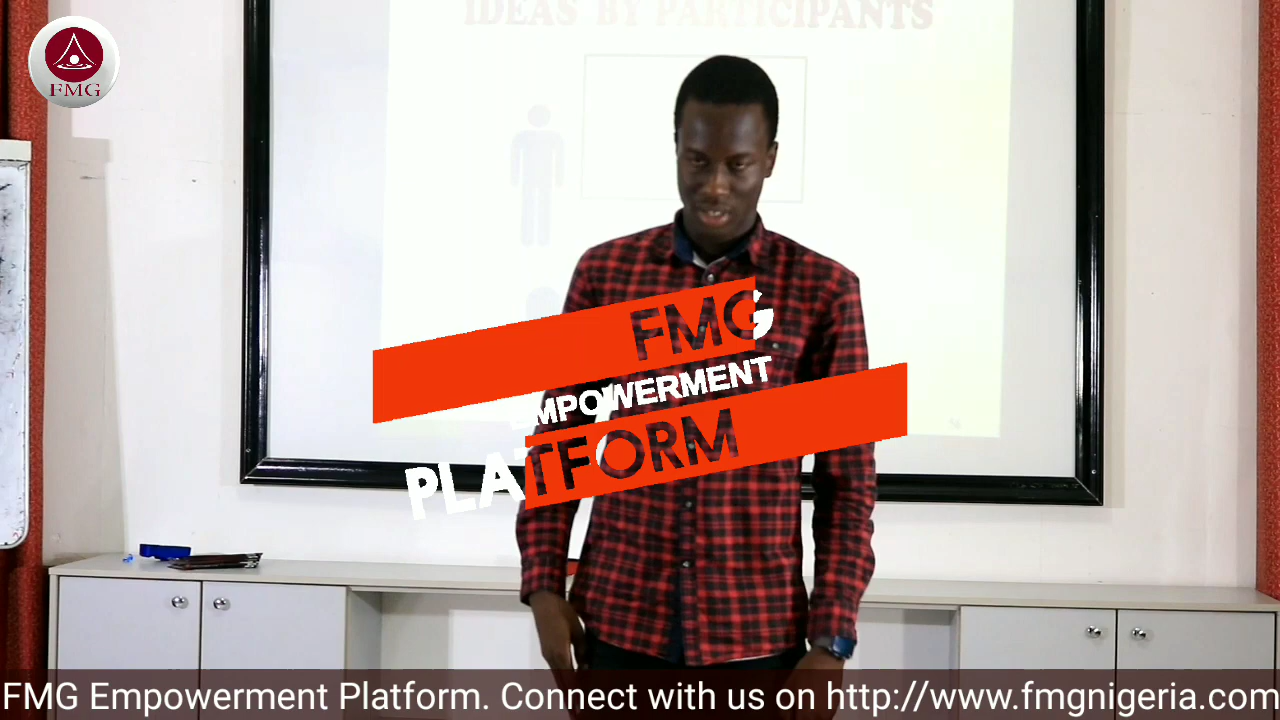 IDEAS BY PARTICIPANTS
FMG
FMG
EMPOWERMENT
PLATFORM
FMG Empowerment Platform. Connect with us on http://www.fmgnigeria.com